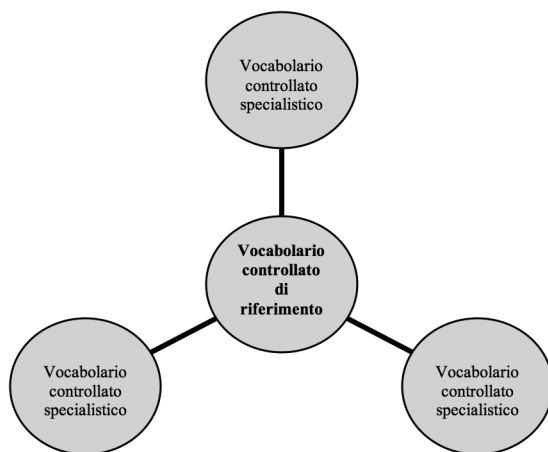 Vocabolario
controllato
specialistico
Vocabolario
controllato
di
riferimento
Vocabolario
controllato
specialistico
Vocabolario
controllato
specialistico